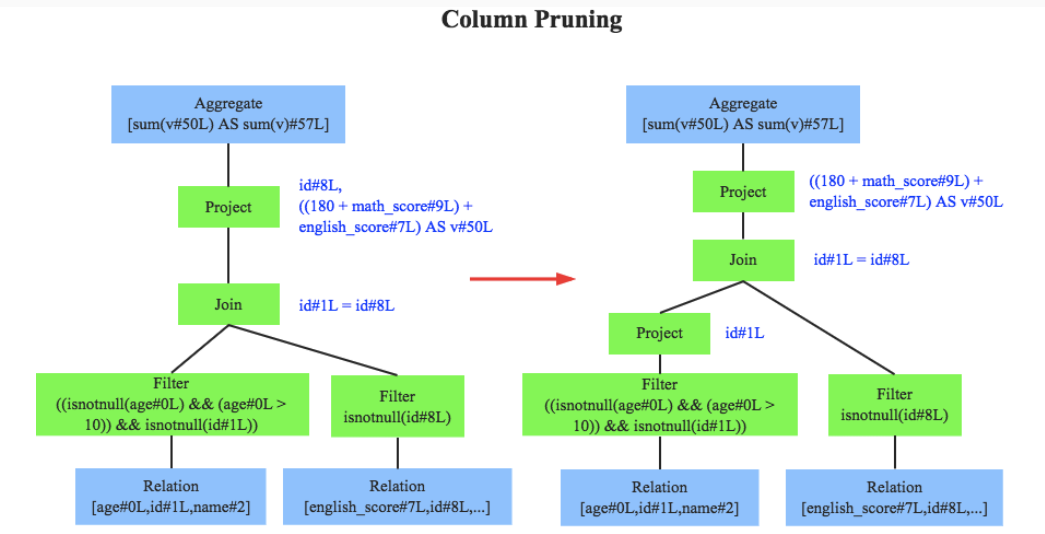 Column Pruning
Aggregate
[sum(v#50L) AS sum(v)#57L]
Project
id#8L,
((180 + math_score#9L) +
english_score#7L) AS v#50L
Join
id#1L = id#8L
Filter
((isnotnull(age#0L) && (age#0L >
10)) && isnotnull(id#1L))
Filter
isnotnull(id#8L)
Relation
[age#0L,id#1L,name#2]
Relation
[english_score#7L,id#8L,...]
Aggregate
[sum(v#50L) AS sum(v)#57L]
Project
((180 + math_score#9L) +
english_score#7L) AS v#50L
Join
id#1L = id#8L
Project
id#1L
Filter
((isnotnull(age#0L) && (age#0L >
10)) && isnotnull(id#1L))
Filter
isnotnull(id#8L)
Relation
[age#0L,id#1L,name#2]
Relation
[english_score#7L,id#8L,...]